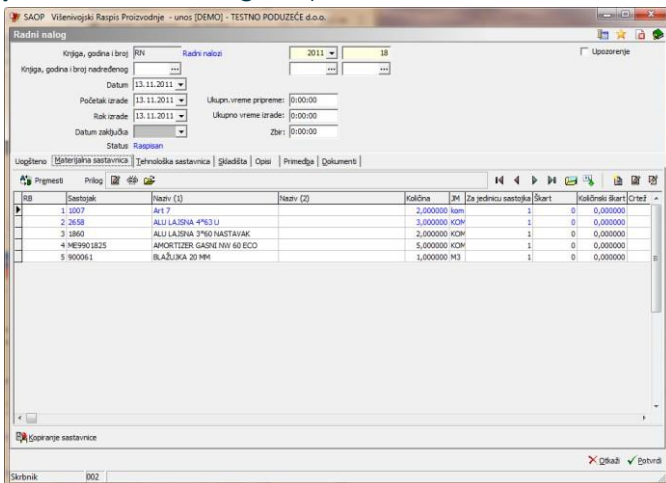 SAOP Višenivojski Raspis Proizvodnje - unos [DEMO] - TESTNO PODUZEĆE d.o.o.
Radni nalog
Knjiga, godina i broj RN Radni nalozi 2011 18 Upozorenje
Knjiga, godina i broj nadređenog
Datum 13.11.2011
Početak izrade 13.11.2011 Ukupn.vreme pripreme: 0:00:00
Rok izrade 13.11.2011 Ukupno vreme izrade: 0:00:00
Datum zaključka Zbir: 0:00:00
Status Raspisan
Uopšteno Materijalna sastavnica Tehnološka sastavnica Skladišta Opisi Primedba Dokumenti
Premesti Prilog
RB Sastojak Naziv (1) Naziv (2) Količina JM Za jedinicu sastojka Škart Količinski škart Crtež
1 1007 Art 7 2,000000 kom 1 0 0,000000
2 2658 ALU LAJSNA 4*63 U 3,000000 KOM 1 0 0,000000
3 1860 ALU LAJSNA 3*60 NASTAVAK 2,000000 KOM 1 0 0,000000
4 ME9901825 AMORTIZER GASNI NW 60 ECO 5,000000 KOM 1 0 0,000000
5 900061 BLAŽUJKA 20 MM 1,000000 M3 1 0 0,000000
Kopiranje sastavnice
Otkaži Potvrdi
Skrbnik 002